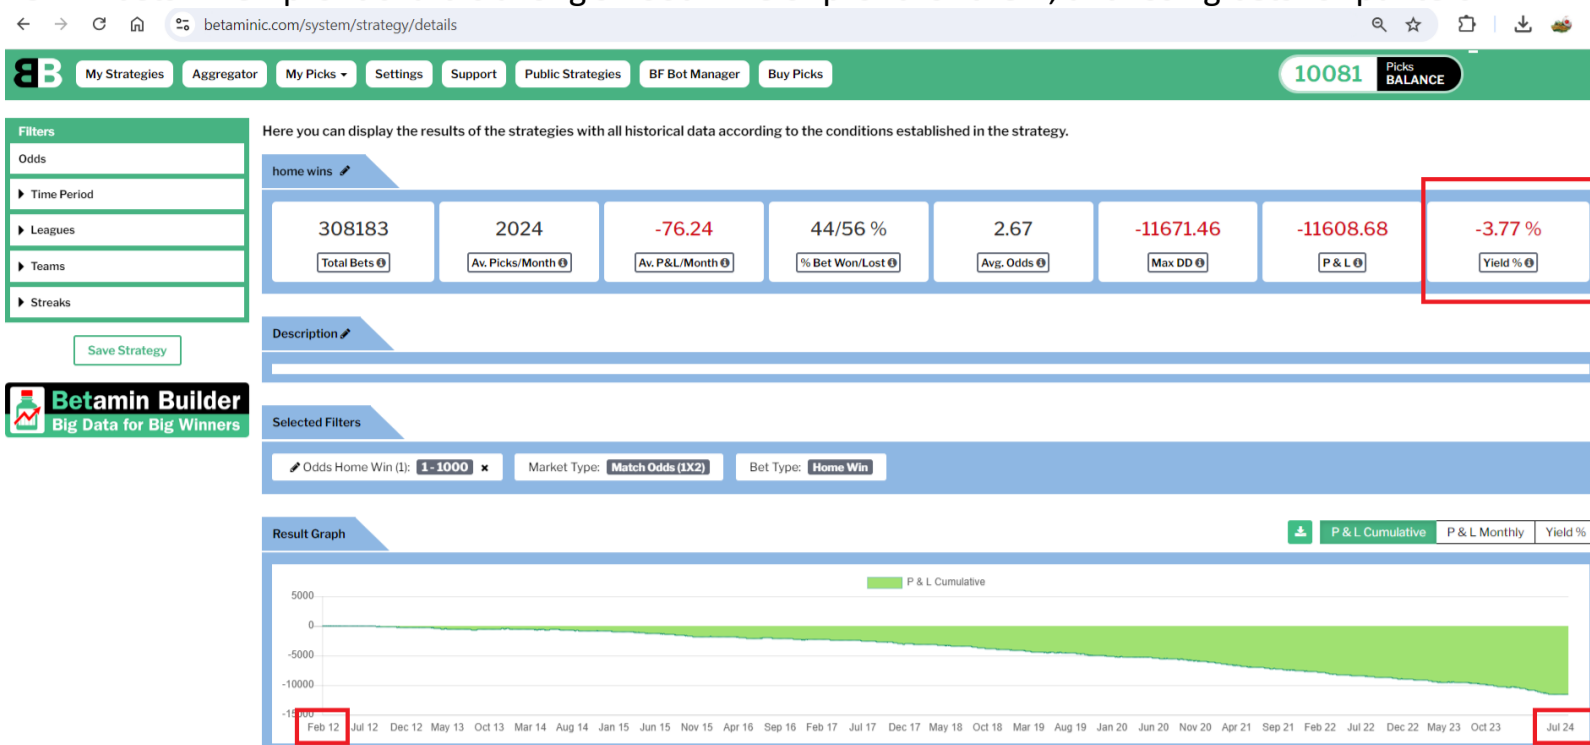 betaminic.com/system/strategy/details
BB My Strategies Aggregator My Picks Settings Support Public Strategies BF Bot Manager Buy Picks 10081 Picks BALANCE
Filters
Odds
Time Period
Leagues
Teams
Streaks
Save Strategy
Betamin Builder
Big Data for Big Winners
Here you can display the results of the strategies with all historical data according to the conditions established in the strategy.
home wins
308183 2024 -76.24 44/56 % 2.67 -11671.46 -11608.68 -3.77 %
Total Bets Av. Picks/Month Av. P&L/Month % Bet Won/Lost Avg. Odds Max DD P & L Yield %
Description
Selected Filters
Odds Home Win (1): 1 - 1000 × Market Type: Match Odds (1X2) Bet Type: Home Win
Result Graph P & L Cumulative P & L Monthly Yield %
P & L Cumulative
5000
0
-5000
-10000
-15000
Feb 12 Jul 12 Dec 12 May 13 Oct 13 Mar 14 Aug 14 Jan 15 Jun 15 Nov 15 Apr 16 Sep 16 Feb 17 Jul 17 Dec 17 May 18 Oct 18 Mar 19 Aug 19 Jan 20 Jun 20 Nov 20 Apr 21 Sep 21 Feb 22 Jul 22 Dec 22 May 23 Oct 23 Jul 24